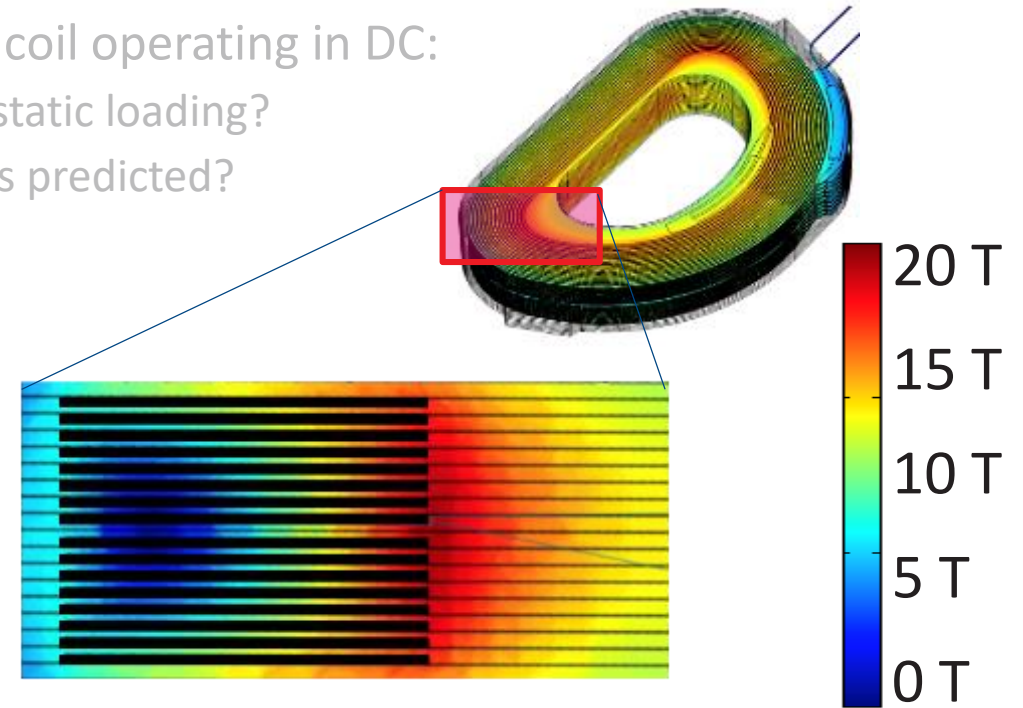 coil operating in DC:
static loading?
s predicted?
20 T
15 T
10 T
5 T
0 T